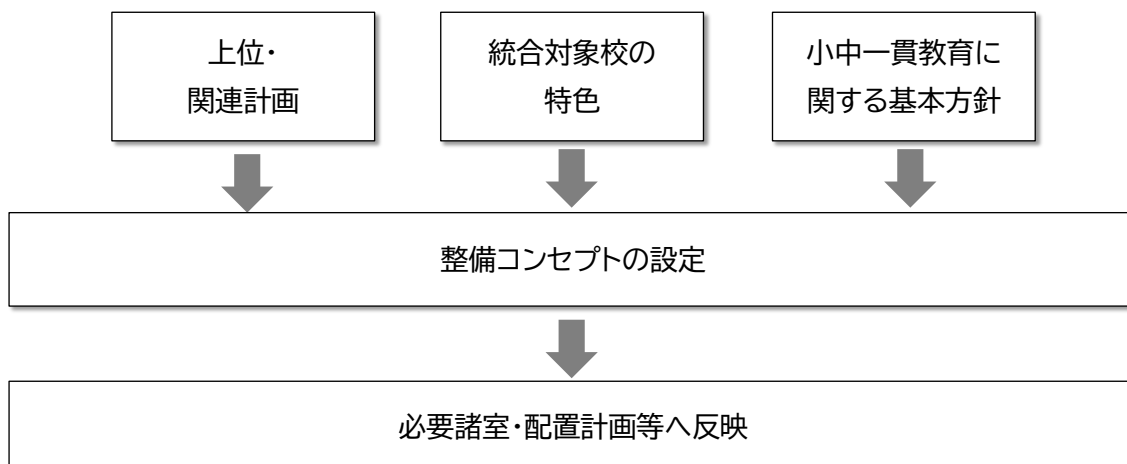 上位・
関連計画
統合対象校の
特色
小中一貫教育に
関する基本方針
整備コンセプトの設定
必要諸室・配置計画等へ反映